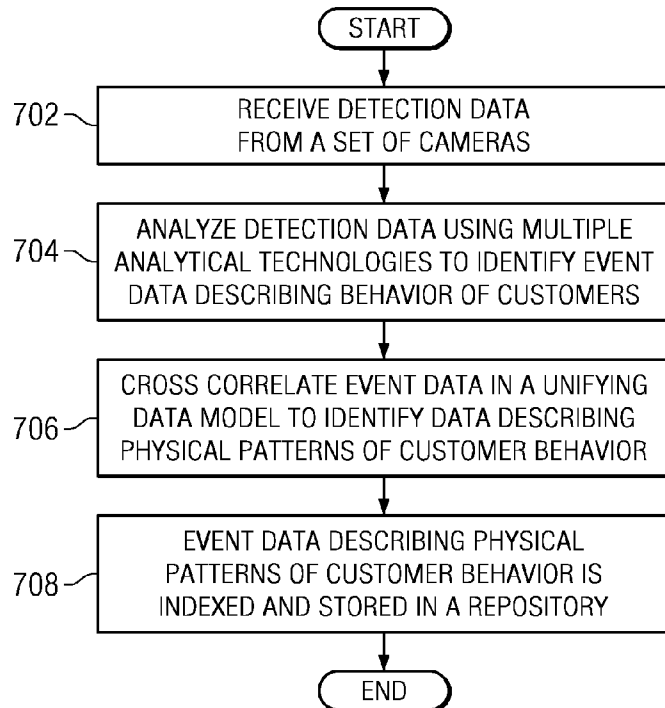 START
702
RECEIVE DETECTION DATA
FROM A SET OF CAMERAS
704
ANALYZE DETECTION DATA USING MULTIPLE
ANALYTICAL TECHNOLOGIES TO IDENTIFY EVENT
DATA DESCRIBING BEHAVIOR OF CUSTOMERS
706
CROSS CORRELATE EVENT DATA IN A UNIFYING
DATA MODEL TO IDENTIFY DATA DESCRIBING
PHYSICAL PATTERNS OF CUSTOMER BEHAVIOR
708
EVENT DATA DESCRIBING PHYSICAL
PATTERNS OF CUSTOMER BEHAVIOR IS
INDEXED AND STORED IN A REPOSITORY
END